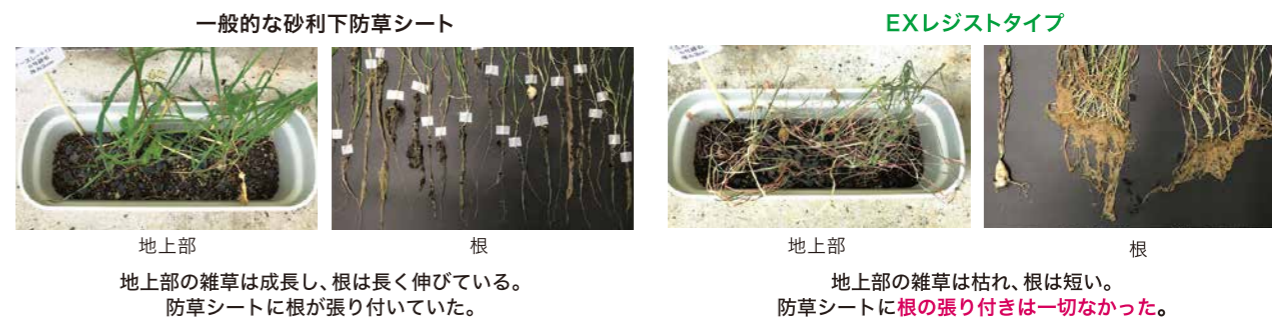 一般的な砂利下防草シート
地上部
根
地上部の雑草は成長し、根は長く伸びている。
防草シートに根が張り付いていた。
EXレジストタイプ
地上部
根
地上部の雑草は枯れ、根は短い。
防草シートに根の張り付きは一切なかった。